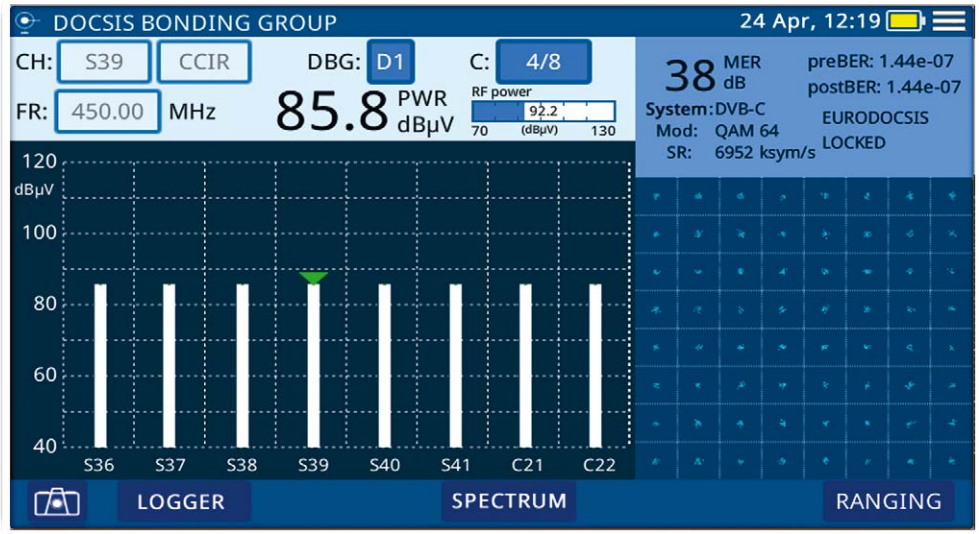 DOCSIS BONDING GROUP
24 Apr, 12:19
CH: S39 CCIR DBG: D1 C: 4/8
FR: 450.00 MHz 85.8 PWR dBµV
RF power
92.2
70 (dBµV) 130
38 MER dB
preBER: 1.44e-07
postBER: 1.44e-07
System: DVB-C
Mod: QAM 64
SR: 6952 ksym/s
EURODOCSIS
LOCKED
120
dBµV
100
80
60
40
S36 S37 S38 S39 S40 S41 C21 C22
LOGGER SPECTRUM RANGING